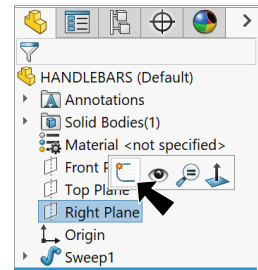 HANDLEBARS (Default)
Annotations
Solid Bodies(1)
Material <not specified>
Front P
Top Plane
Right Plane
Origin
Sweep1